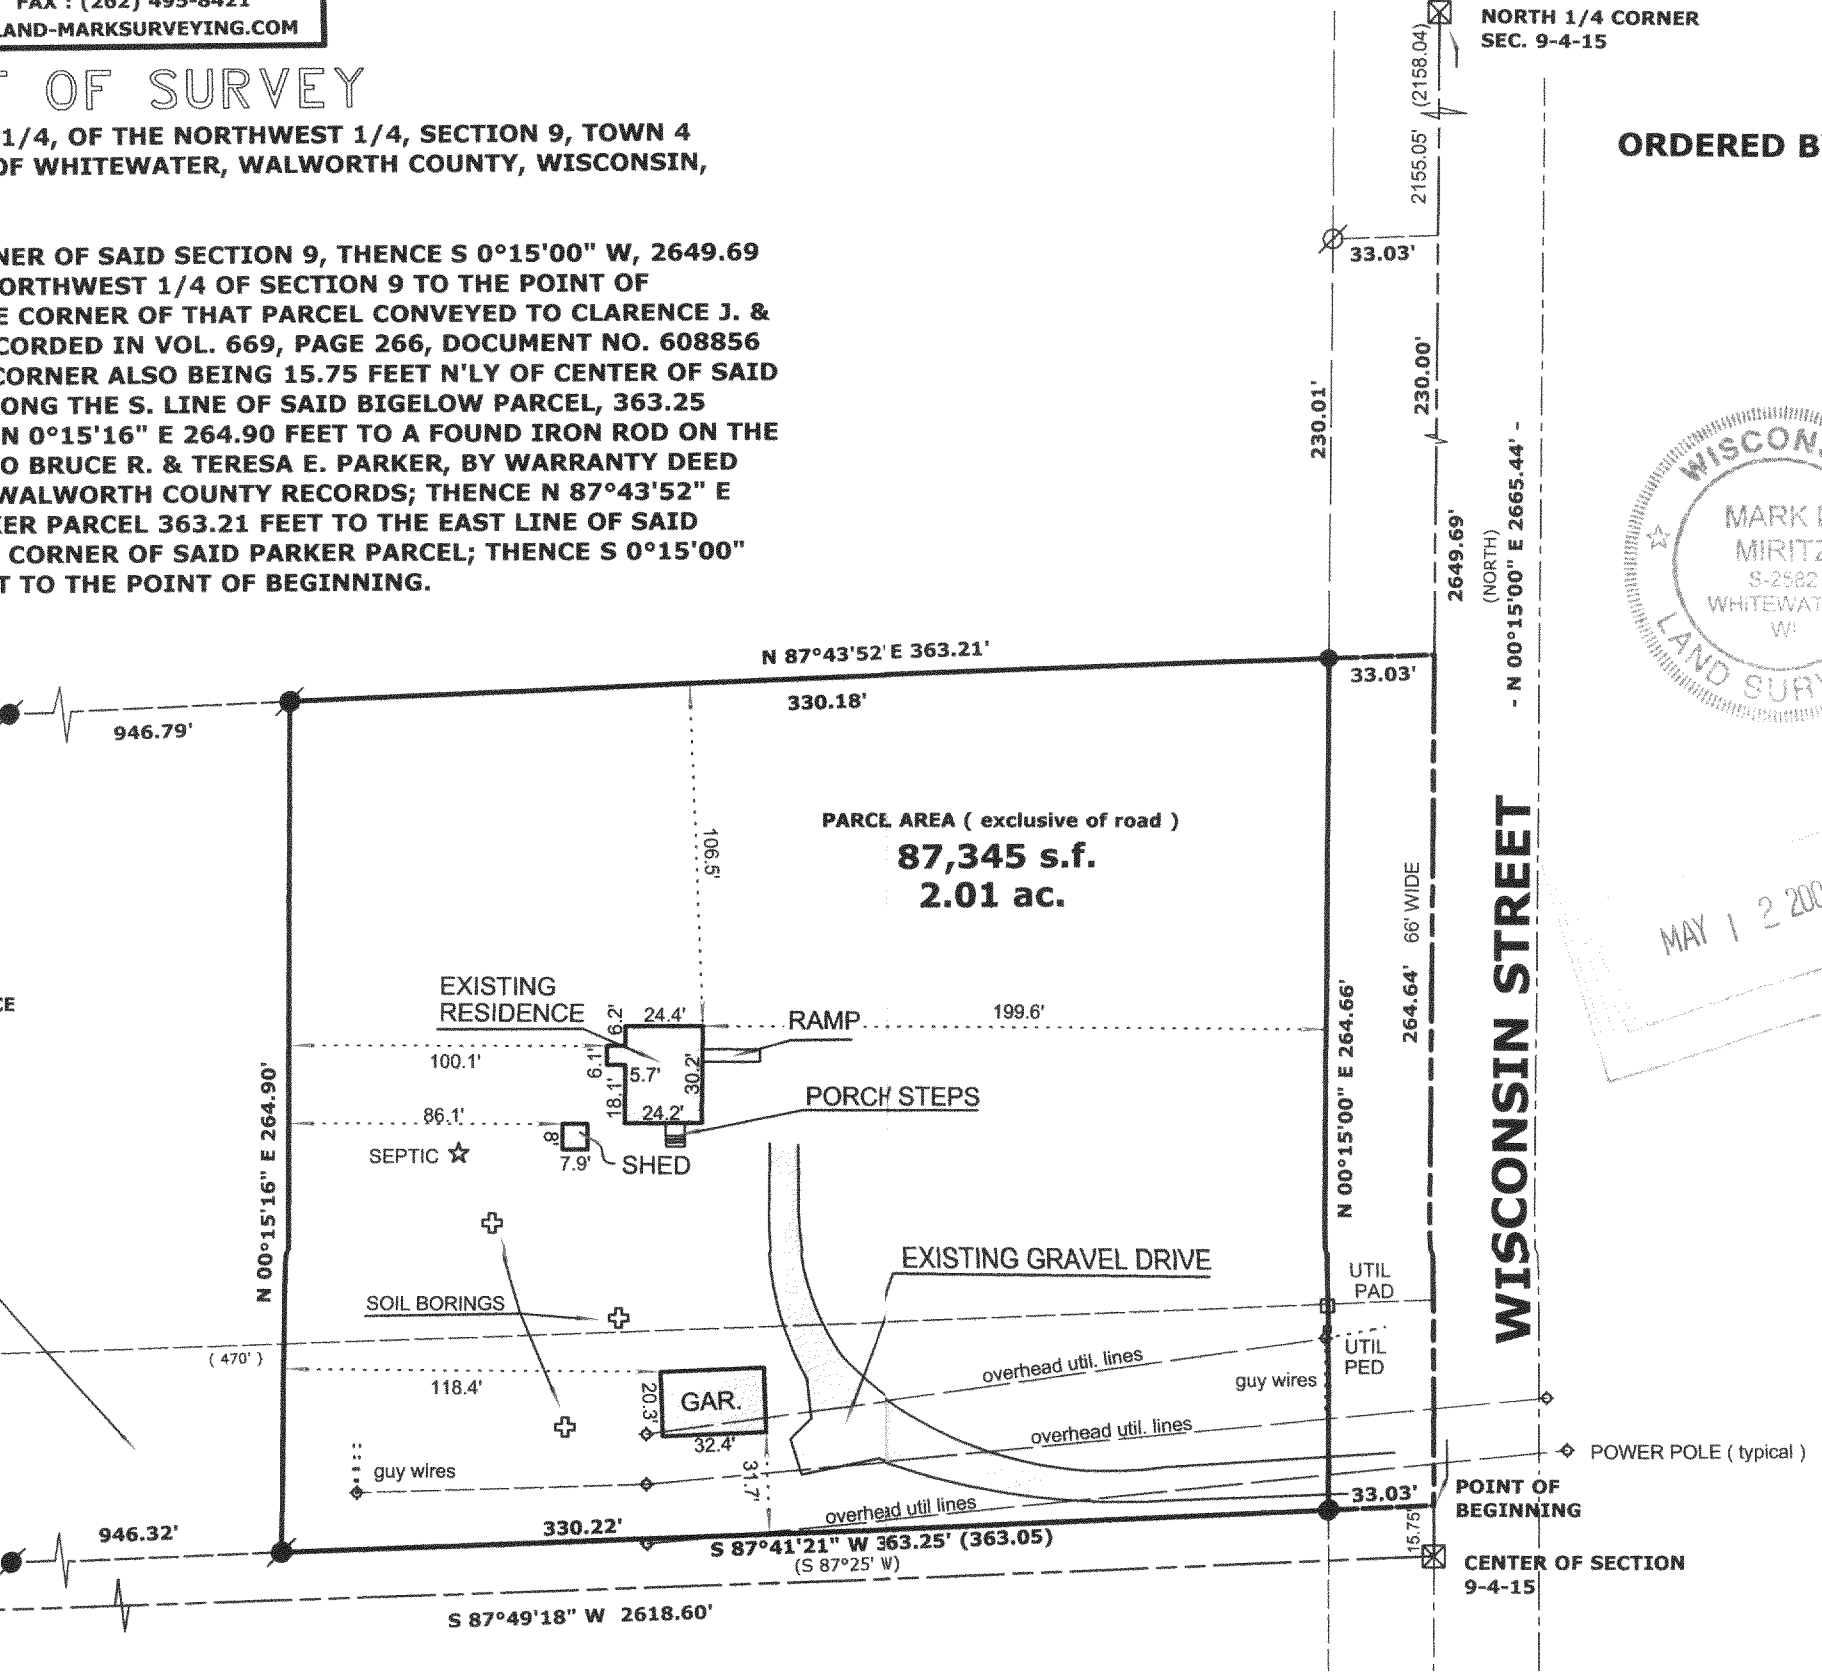 FAX : (262) 495-8421
LAND-MARKSURVEYING.COM
OF SURVEY
1/4, OF THE NORTHWEST 1/4, SECTION 9, TOWN 4
OF WHITEWATER, WALWORTH COUNTY, WISCONSIN,
NER OF SAID SECTION 9, THENCE S 0°15'00" W, 2649.69
ORTHWEST 1/4 OF SECTION 9 TO THE POINT OF
E CORNER OF THAT PARCEL CONVEYED TO CLARENCE J. &
CORDED IN VOL. 669, PAGE 266, DOCUMENT NO. 608856
CORNER ALSO BEING 15.75 FEET N'LY OF CENTER OF SAID
ONG THE S. LINE OF SAID BIGELOW PARCEL, 363.25
N 0°15'16" E 264.90 FEET TO A FOUND IRON ROD ON THE
O BRUCE R. & TERESA E. PARKER, BY WARRANTY DEED
WALWORTH COUNTY RECORDS; THENCE N 87°43'52" E
KER PARCEL 363.21 FEET TO THE EAST LINE OF SAID
CORNER OF SAID PARKER PARCEL; THENCE S 0°15'00"
T TO THE POINT OF BEGINNING.
NORTH 1/4 CORNER
SEC. 9-4-15
2155.05' (2158.04)
ORDERED B
33.03'
230.01'
230.00'
2649.69'
(NORTH)
- N 00°15'00" E 2665.44' -
WISCONS
MARK
MIRITZ
S-2582
WHITEWAT
WI
LAND SURV
N 87°43'52" E 363.21'
330.18'
33.03'
946.79'
PARCEL AREA ( exclusive of road )
87,345 s.f.
2.01 ac.
106.5'
66' WIDE
264.64'
WISCONSIN STREET
MAY 12 200
CE
EXISTING
RESIDENCE
6.2'
24.4'
RAMP
199.6'
100.1'
6.1'
5.7'
30.2'
18.1'
24.2'
PORCH STEPS
86.1'
8'
7.9'
SHED
SEPTIC
N 00°15'16" E 264.90'
N 00°15'00" E 264.66'
EXISTING GRAVEL DRIVE
UTIL
PAD
SOIL BORINGS
( 470' )
118.4'
20.3'
GAR.
32.4'
31.7'
overhead util. lines
UTIL
PED
guy wires
overhead util. lines
guy wires
POWER POLE ( typical )
overhead util lines
33.03'
POINT OF
BEGINNING
946.32'
330.22'
S 87°41'21" W 363.25' (363.05)
(S 87°25' W)
15.75'
CENTER OF SECTION
9-4-15
S 87°49'18" W 2618.60'